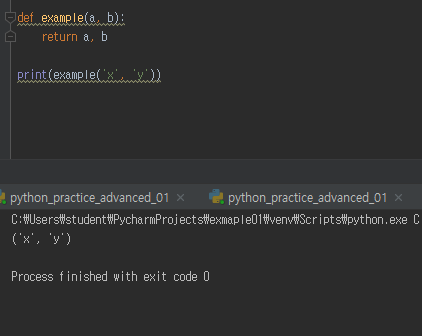 def example(a, b):
    return a, b
print(example('x', 'y'))
python_practice_advanced_01 × python_practice_advanced_01 ×
C:₩Users₩student₩PycharmProjects₩exmaple01₩venv₩Scripts₩python.exe C
('x', 'y')
Process finished with exit code 0